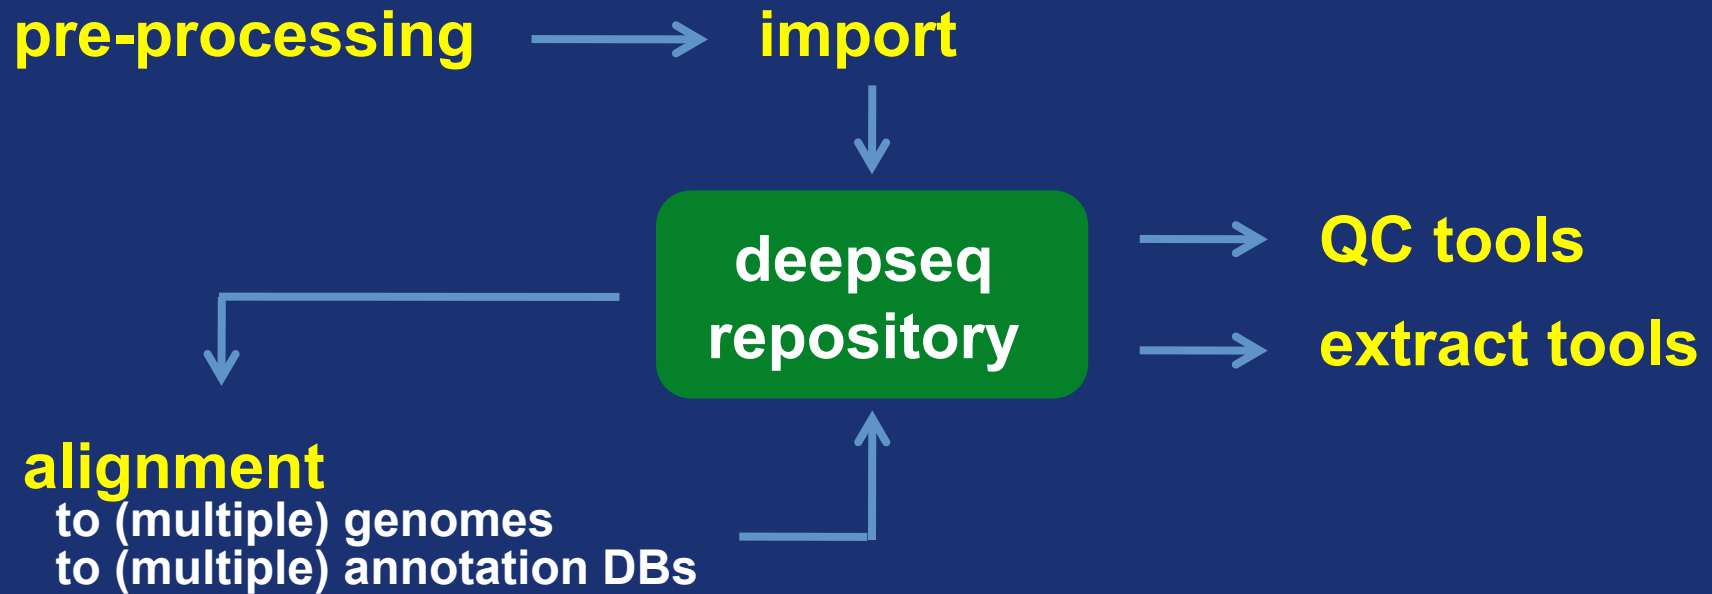 pre-processing
import
deepseq
repository
QC tools
extract tools
alignment
to (multiple) genomes
to (multiple) annotation DBs